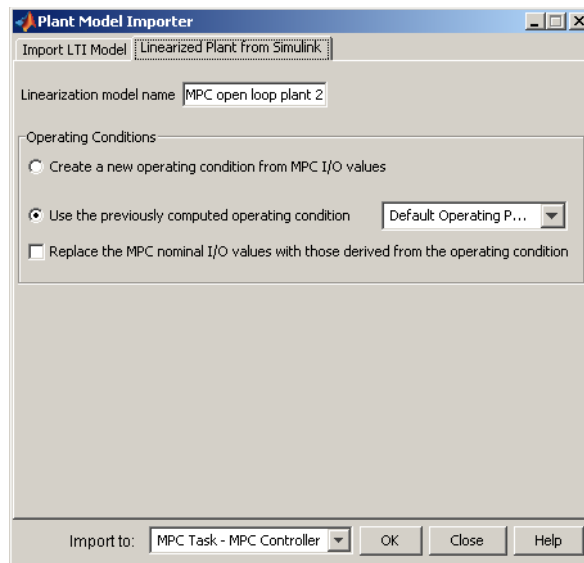 Plant Model Importer
Import LTI Model Linearized Plant from Simulink
Linearization model name MPC open loop plant 2
Operating Conditions
Create a new operating condition from MPC I/O values
Use the previously computed operating condition Default Operating P...
Replace the MPC nominal I/O values with those derived from the operating condition
Import to: MPC Task - MPC Controller OK Close Help